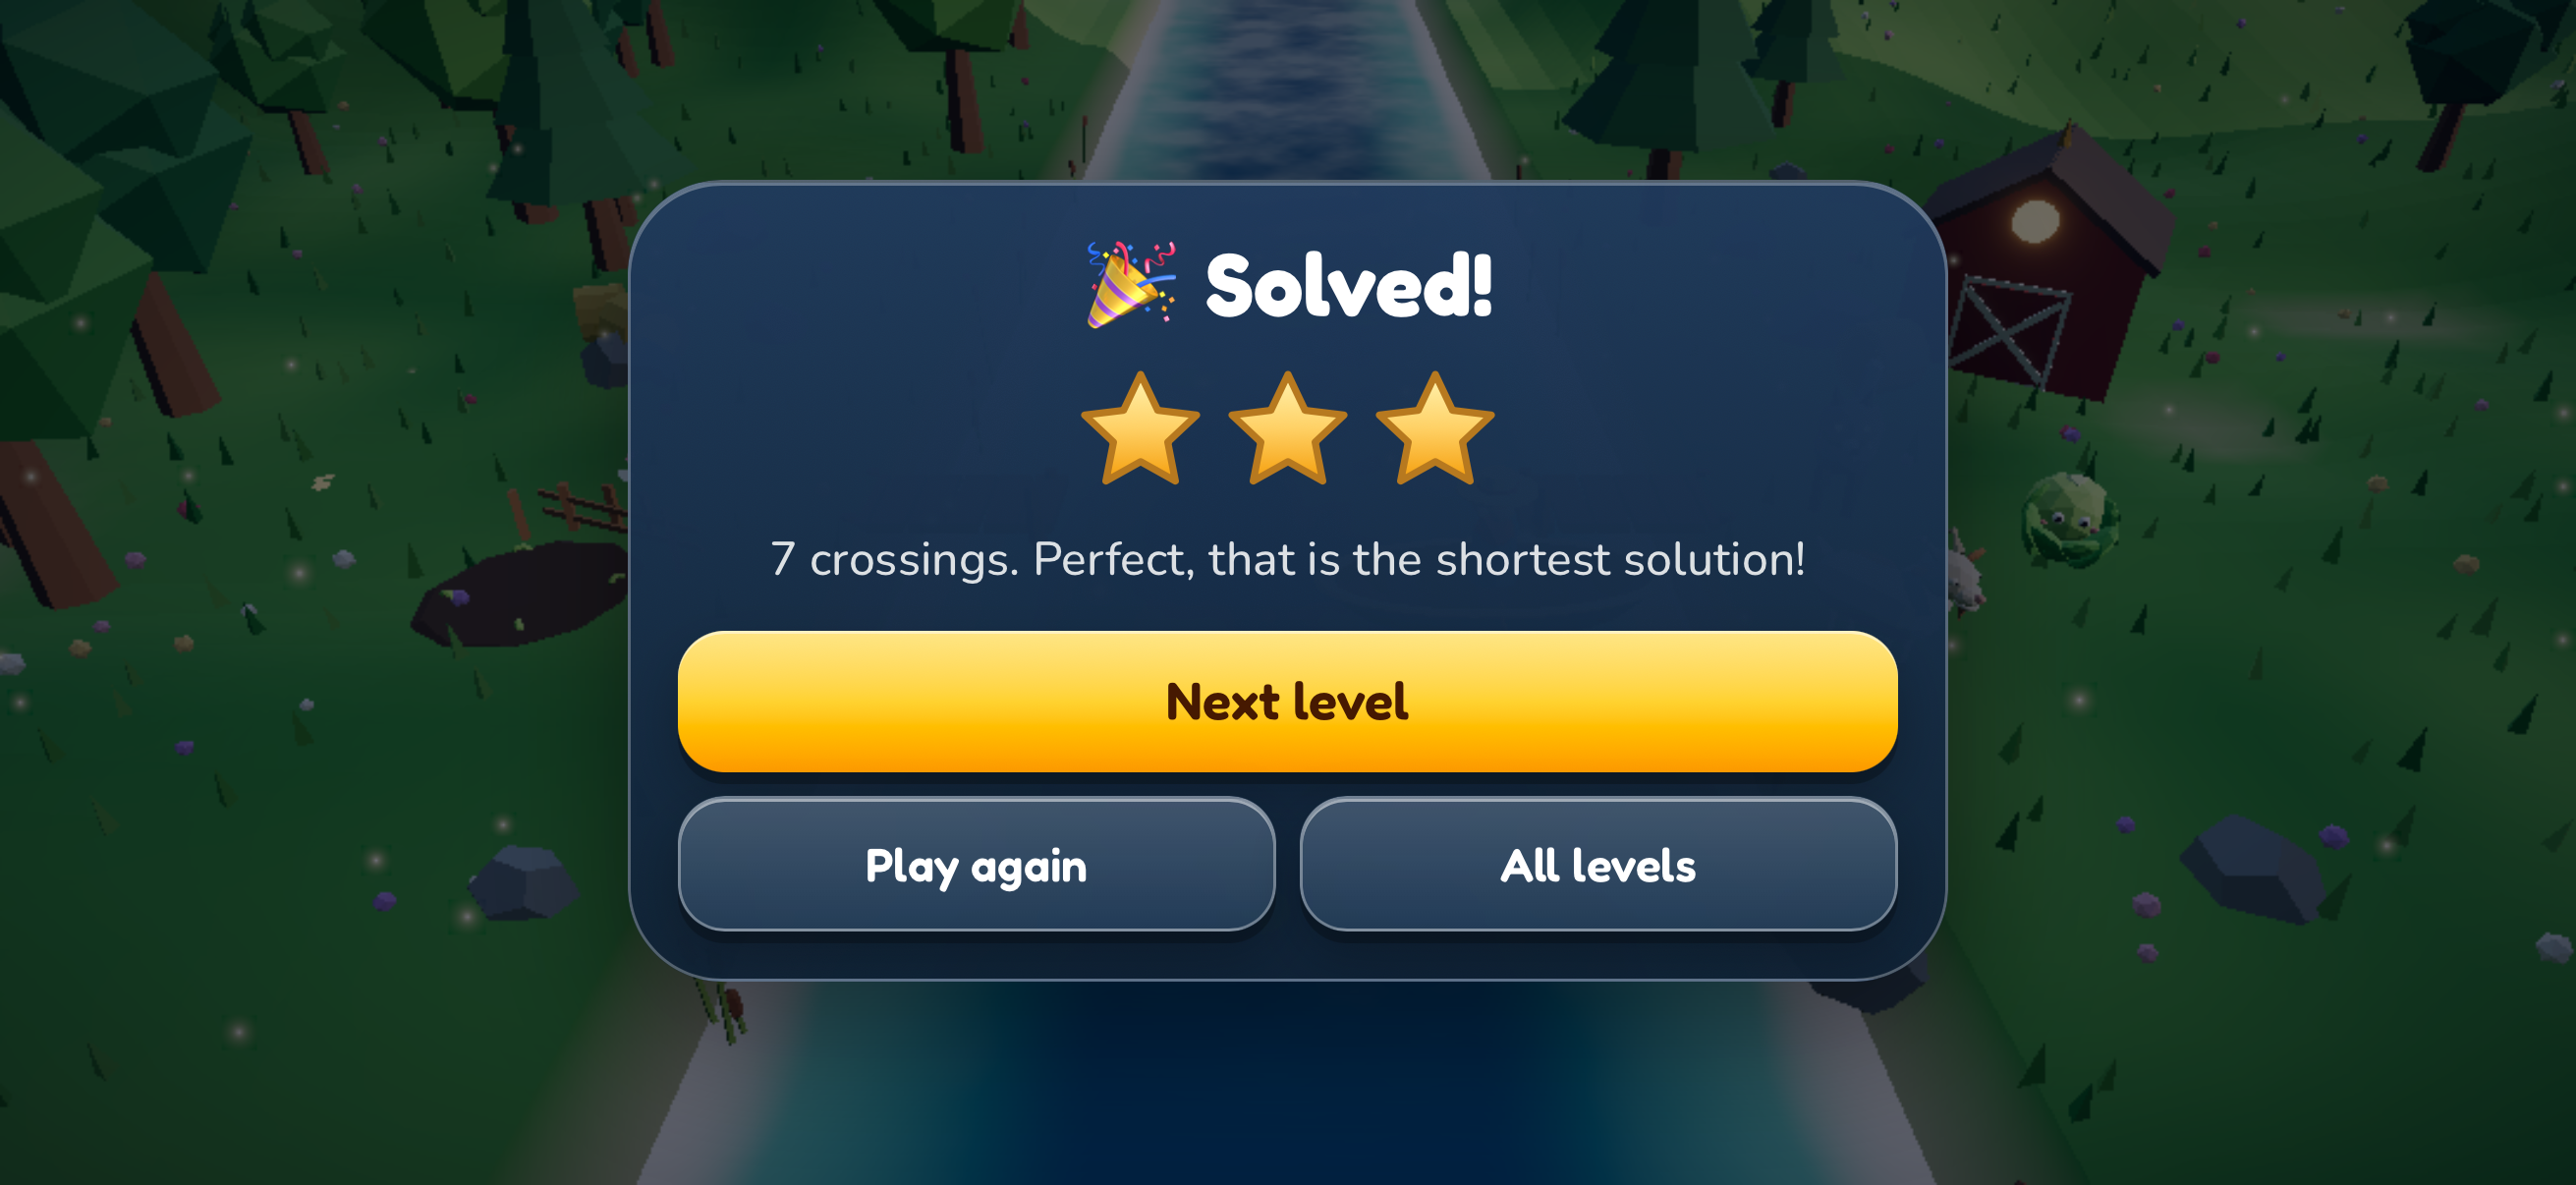 🎉 Solved!
7 crossings. Perfect, that is the shortest solution!
Next level
Play again
All levels